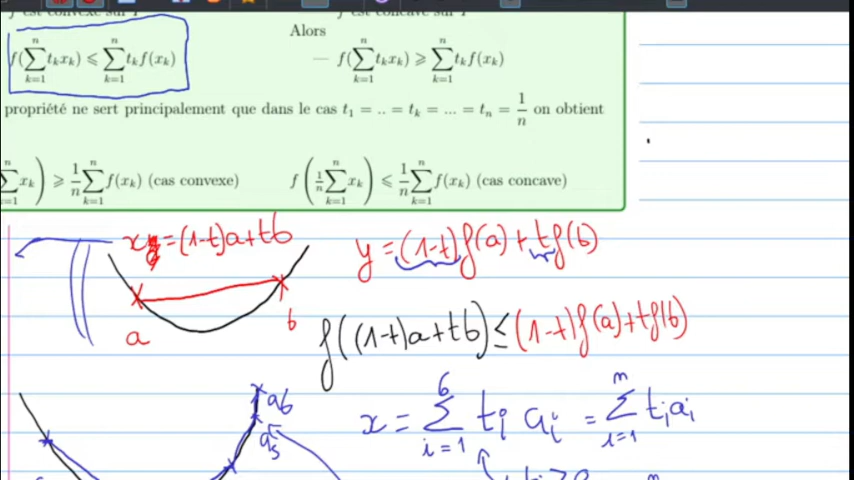 Alors
f(∑_{k=1}^{n} t_k x_k) ⩽ ∑_{k=1}^{n} t_k f(x_k)
— f(∑_{k=1}^{n} t_k x_k) ⩾ ∑_{k=1}^{n} t_k f(x_k)
propriété ne sert principalement que dans le cas t_1 = .. = t_k = ... = t_n = 1/n on obtient
x_k) ⩾ 1/n ∑_{k=1}^{n} f(x_k) (cas convexe)
f(1/n ∑_{k=1}^{n} x_k) ⩽ 1/n ∑_{k=1}^{n} f(x_k) (cas concave)
x = (1-t)a+tb
y = (1-t)f(a) + tf(b)
a
b
f((1-t)a+tb) ≤ (1-t)f(a)+tf(b)
a6
a5
x = ∑_{i=1}^{6} t_i a_i = ∑_{i=1}^{n} t_i a_i